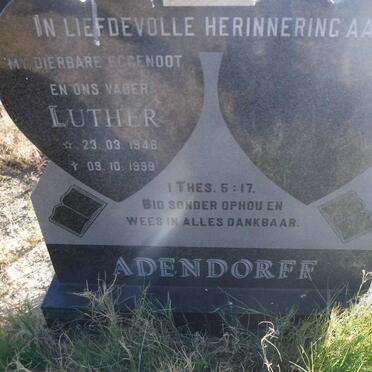 IN LIEFDEVOLLE HERINNERING AA
MY DIERBARE EGGENOOT
EN ONS VADER
LUTHER
☆ 23.03.1946
† 09.10.1999
1 THES. 5:17.
BID SONDER OPHOU EN
WEES IN ALLES DANKBAAR.
ADENDORFF